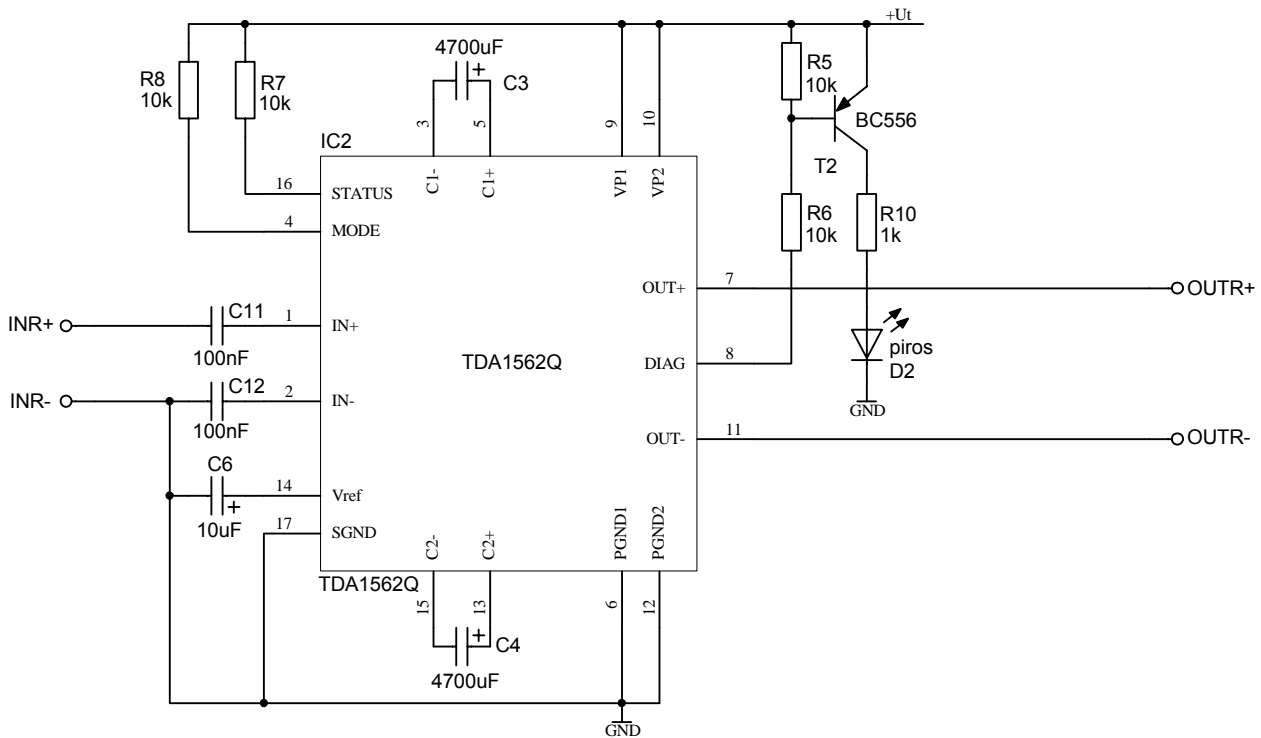 +Ut
4700uF
C3
R8
10k
R7
10k
R5
10k
BC556
T2
3
5
9
10
IC2
C1-
C1+
VP1
VP2
16
STATUS
4
MODE
R6
10k
R10
1k
7
OUT+
OUTR+
INR+
C11
100nF
1
IN+
TDA1562Q
DIAG
8
piros
D2
GND
INR-
C12
100nF
2
IN-
OUT-
11
OUTR-
C6
10uF
14
Vref
17
SGND
C2-
C2+
PGND1
PGND2
TDA1562Q
15
13
6
12
C4
4700uF
GND